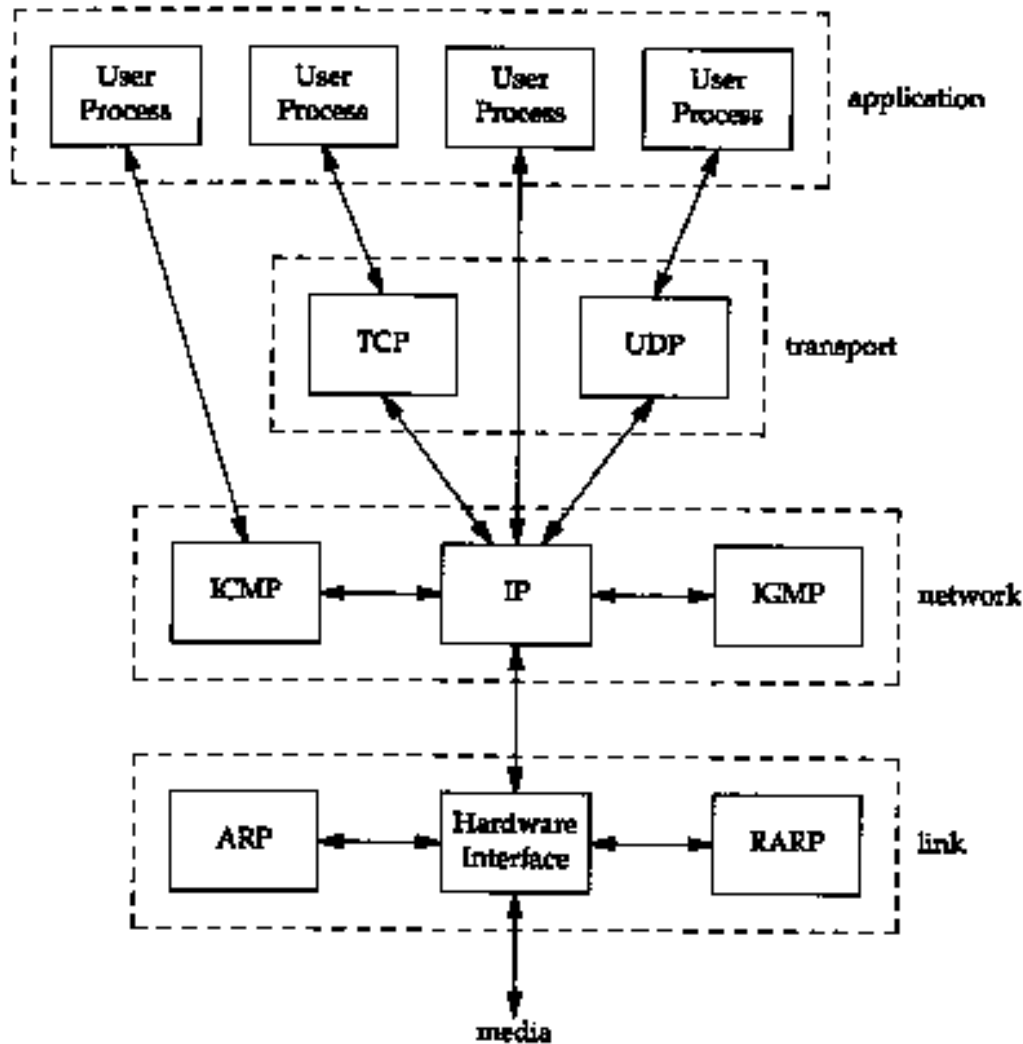 User
Process
User
Process
User
Process
User
Process
application
TCP
UDP
transport
ICMP
IP
IGMP
network
ARP
Hardware
Interface
RARP
link
media